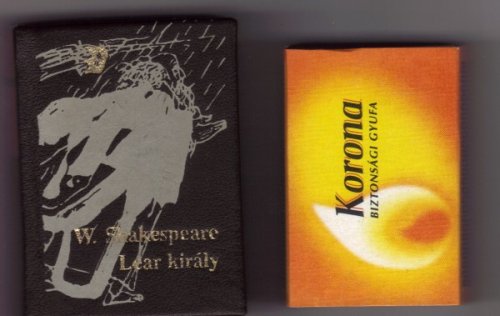 W. Shakespeare
Lear király
Korona
BIZTONSÁGI GYUFA